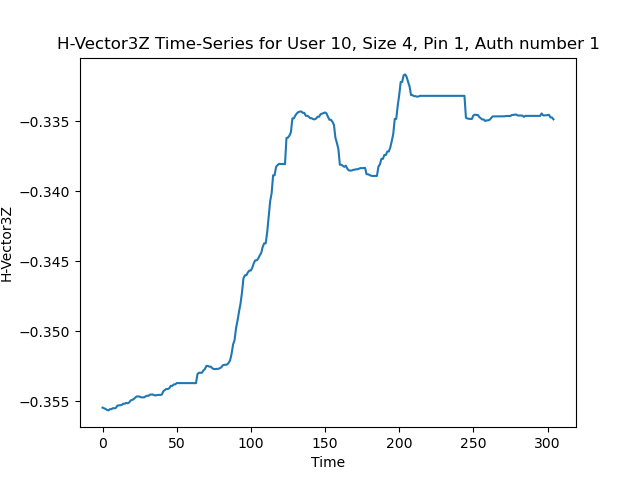 H-Vector3Z Time-Series for User 10, Size 4, Pin 1, Auth number 1
H-Vector3Z
−0.335
−0.340
−0.345
−0.350
−0.355
0 50 100 150 200 250 300
Time